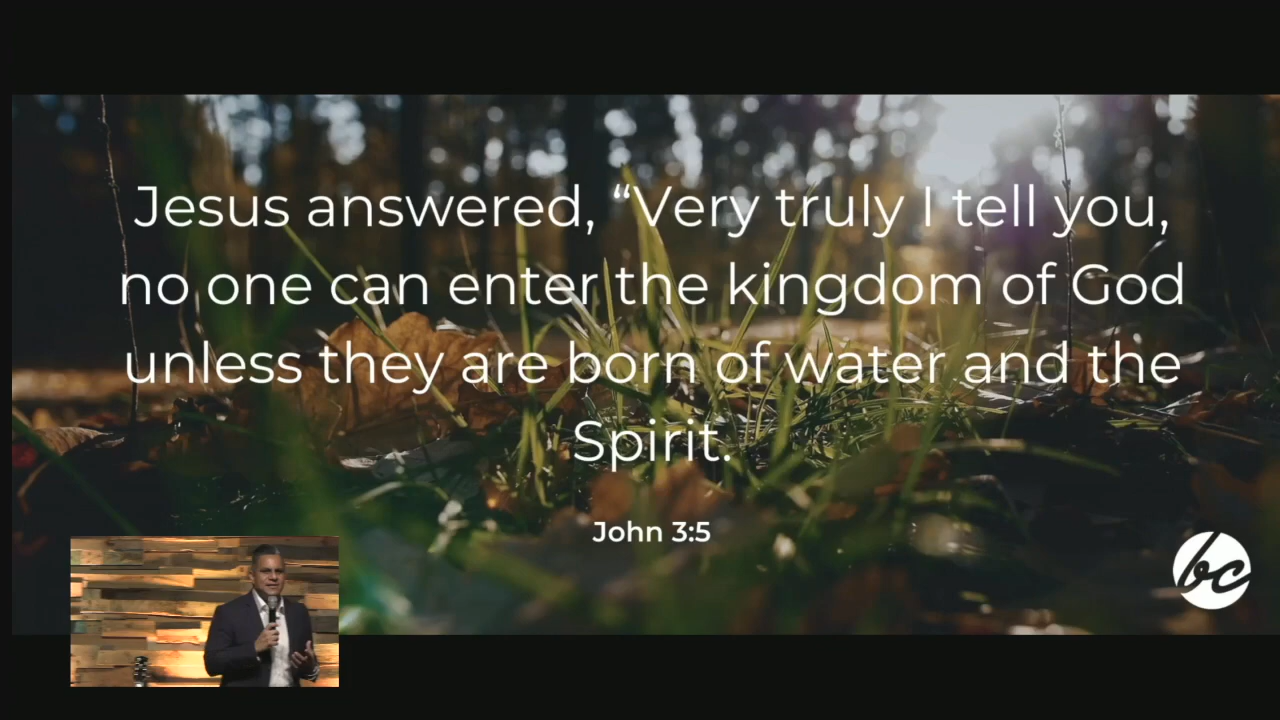 Jesus answered, “Very truly I tell you,
no one can enter the kingdom of God
unless they are born of water and the
Spirit.
John 3:5
bc